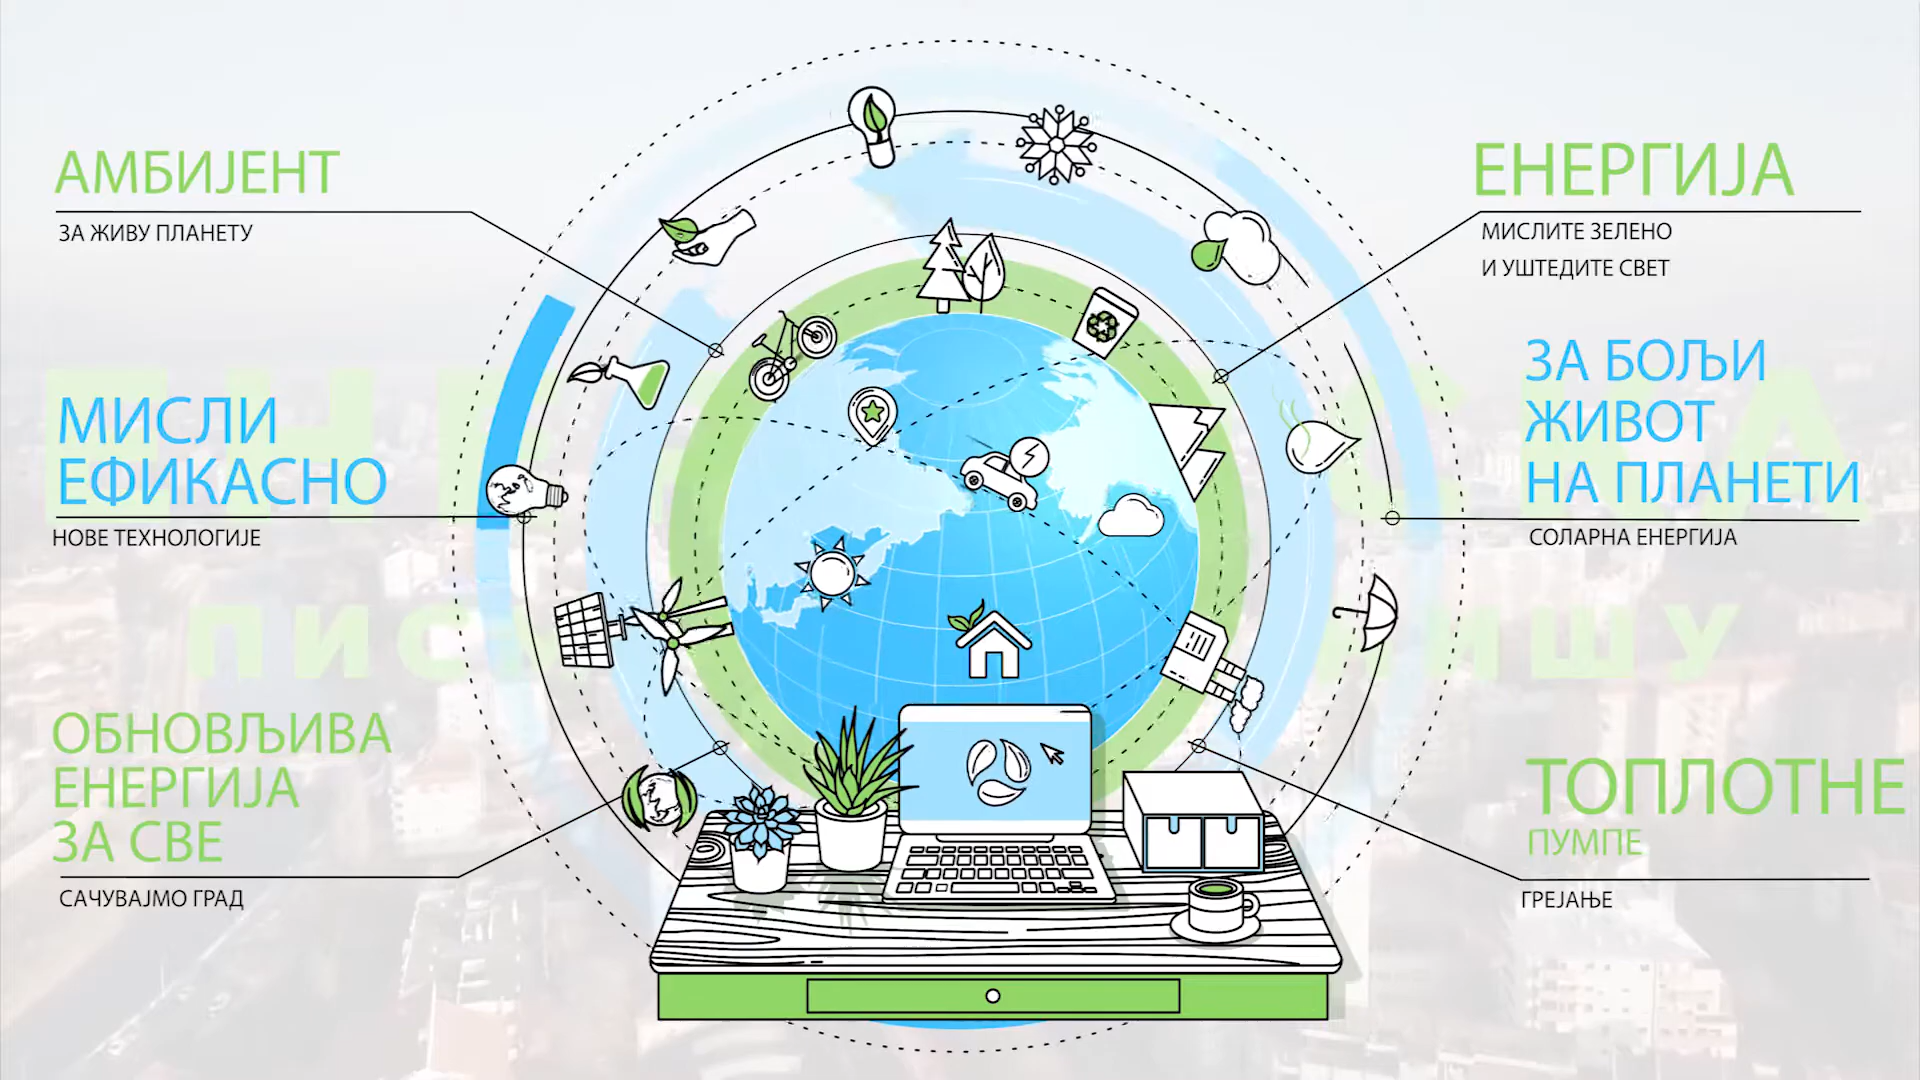 АМБИЈЕНТ
ЗА ЖИВУ ПЛАНЕТУ
МИСЛИ
ЕФИКАСНО
НОВЕ ТЕХНОЛОГИЈЕ
ОБНОВЉИВА
ЕНЕРГИЈА
ЗА СВЕ
САЧУВАЈМО ГРАД
ЕНЕРГИЈА
МИСЛИТЕ ЗЕЛЕНО
И УШТЕДИТЕ СВЕТ
ЗА БОЉИ
ЖИВОТ
НА ПЛАНЕТИ
СОЛАРНА ЕНЕРГИЈА
ТОПЛОТНЕ
ПУМПЕ
ГРЕЈАЊЕ